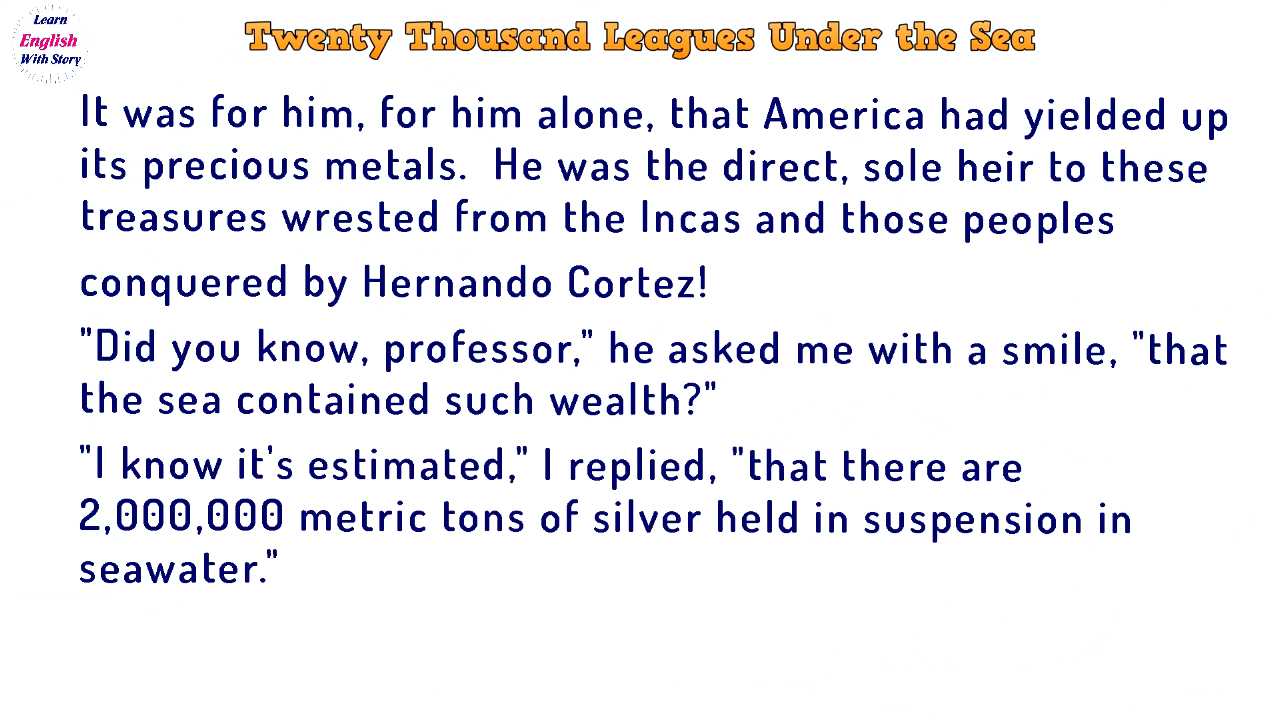 Learn
English
With Story
Twenty Thousand Leagues Under the Sea
It was for him, for him alone, that America had yielded up
its precious metals.  He was the direct, sole heir to these
treasures wrested from the Incas and those peoples
conquered by Hernando Cortez!
"Did you know, professor," he asked me with a smile, "that
the sea contained such wealth?"
"I know it's estimated," I replied, "that there are
2,000,000 metric tons of silver held in suspension in
seawater."